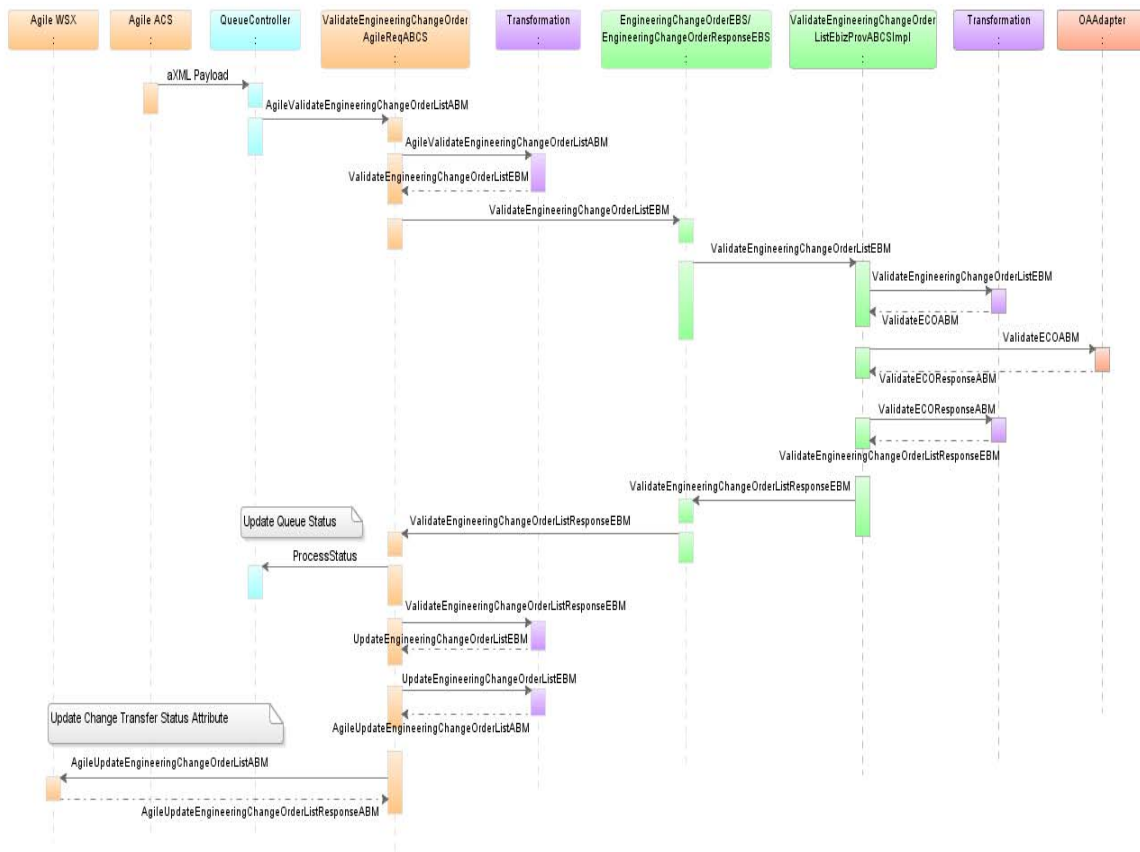 Agile WSX
:
Agile ACS
:
QueueController
:
ValidateEngineeringChangeOrder
AgileReqABCS
:
Transformation
:
EngineeringChangeOrderEBS/
EngineeringChangeOrderResponseEBS
:
ValidateEngineeringChangeOrder
ListEbizProvABCSImpl
:
Transformation
:
OAAdapter
:
aXML Payload
AgileValidateEngineeringChangeOrderListABM
AgileValidateEngineeringChangeOrderListABM
ValidateEngineeringChangeOrderListEBM
ValidateEngineeringChangeOrderListEBM
ValidateEngineeringChangeOrderListEBM
ValidateEngineeringChangeOrderListEBM
ValidateECOABM
ValidateECOABM
ValidateECOResponseABM
ValidateECOResponseABM
ValidateEngineeringChangeOrderListResponseEBM
ValidateEngineeringChangeOrderListResponseEBM
Update Queue Status
ValidateEngineeringChangeOrderListResponseEBM
ProcessStatus
ValidateEngineeringChangeOrderListResponseEBM
UpdateEngineeringChangeOrderListEBM
UpdateEngineeringChangeOrderListEBM
Update Change Transfer Status Attribute
AgileUpdateEngineeringChangeOrderListABM
AgileUpdateEngineeringChangeOrderListABM
AgileUpdateEngineeringChangeOrderListResponseABM